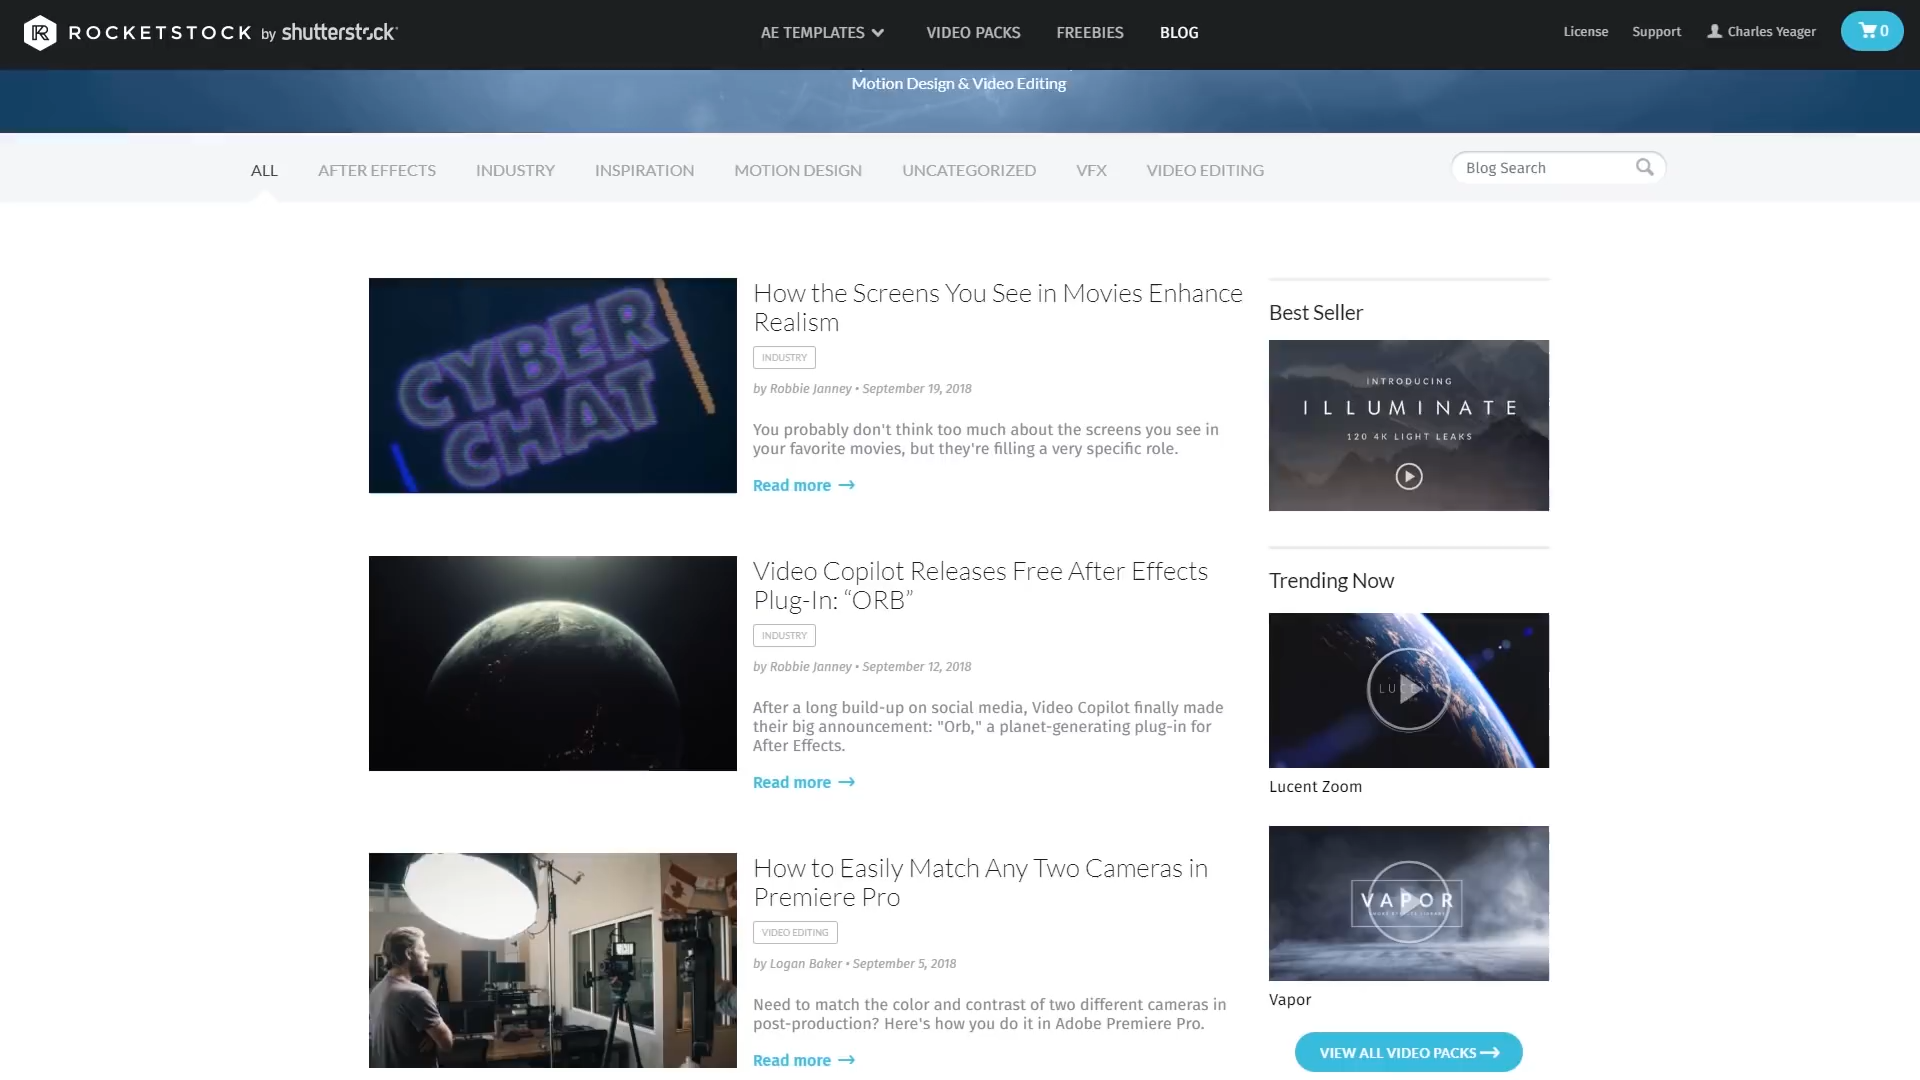 ROCKETSTOCK by shutterstock
AE TEMPLATES
VIDEO PACKS
FREEBIES
BLOG
License
Support
Charles Yeager
0
Motion Design & Video Editing
ALL
AFTER EFFECTS
INDUSTRY
INSPIRATION
MOTION DESIGN
UNCATEGORIZED
VFX
VIDEO EDITING
Blog Search
CYBER
CHAT
How the Screens You See in Movies Enhance
Realism
INDUSTRY
by Robbie Janney • September 19, 2018
You probably don't think too much about the screens you see in
your favorite movies, but they're filling a very specific role.
Read more →
Video Copilot Releases Free After Effects
Plug-In: “ORB”
INDUSTRY
by Robbie Janney • September 12, 2018
After a long build-up on social media, Video Copilot finally made
their big announcement: "Orb," a planet-generating plug-in for
After Effects.
Read more →
How to Easily Match Any Two Cameras in
Premiere Pro
VIDEO EDITING
by Logan Baker • September 5, 2018
Need to match the color and contrast of two different cameras in
post-production? Here's how you do it in Adobe Premiere Pro.
Read more →
Best Seller
INTRODUCING
ILLUMINATE
120 4K LIGHT LEAKS
Trending Now
LUCENT
Lucent Zoom
VAPOR
Vapor
VIEW ALL VIDEO PACKS →